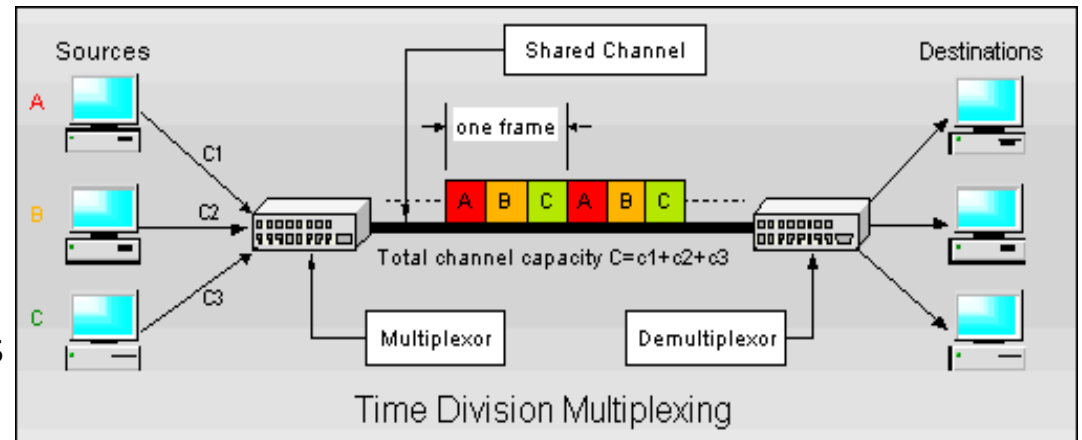 Sources
Shared Channel
Destinations
A
one frame
C1
B
C2
A B C A B C
Total channel capacity C=c1+c2+c3
C3
C
Multiplexor
Demultiplexor
s
Time Division Multiplexing